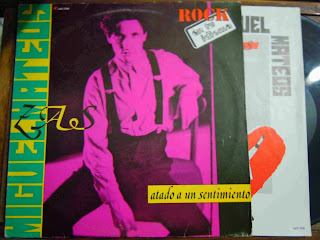 ROCK
MIGUEL MATEOS
ZAS
atado a un sentimiento
UEL
MATEOS